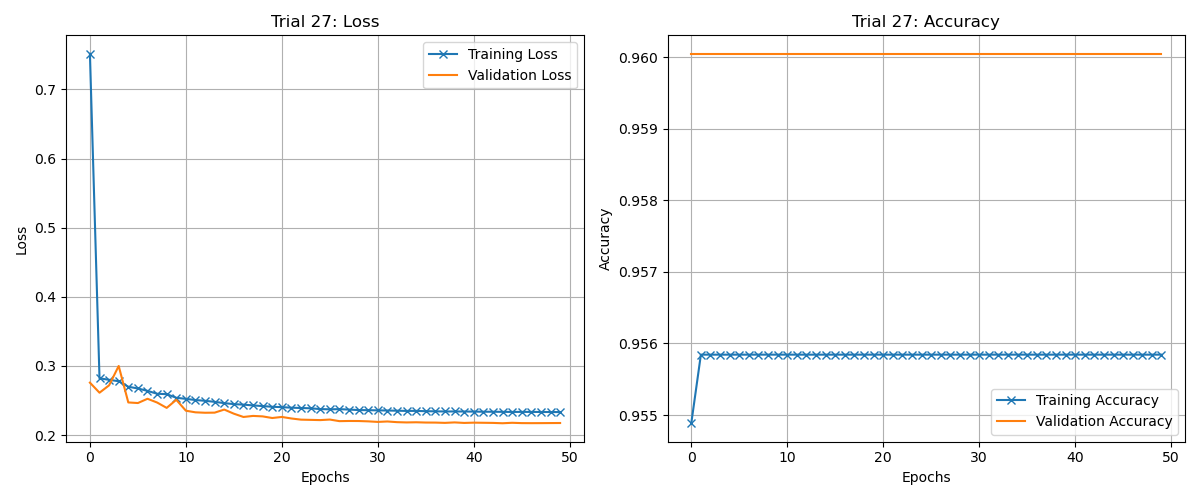 Trial 27: Loss
Training Loss
Validation Loss
0.7
0.6
0.5
0.4
0.3
0.2
Loss
0 10 20 30 40 50
Epochs
Trial 27: Accuracy
0.960
0.959
0.958
0.957
0.956
0.955
Accuracy
Training Accuracy
Validation Accuracy
0 10 20 30 40 50
Epochs